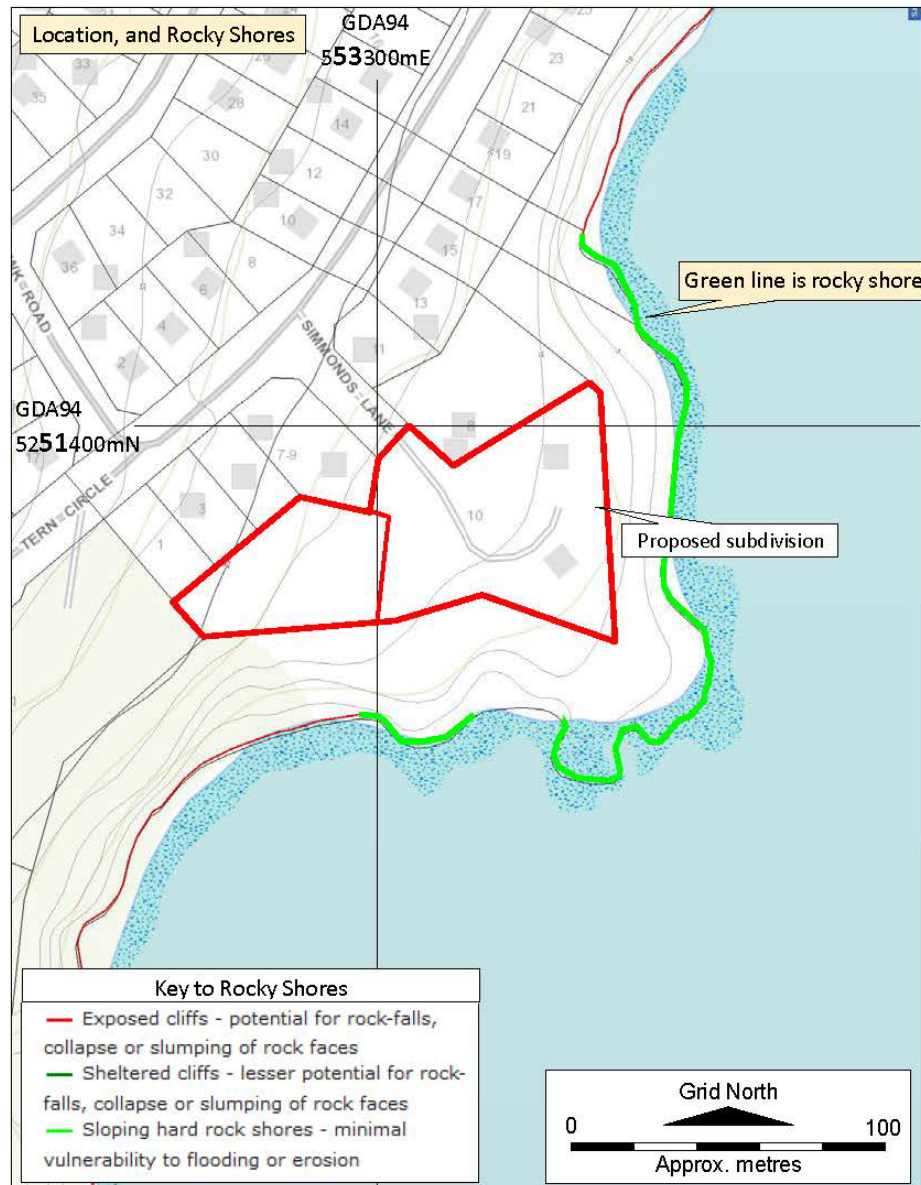 Location, and Rocky Shores
GDA94
553300mE
33
35
28
14
30
12
32
34
10
8
36
6
4
2
23
21
19
17
15
13
11
SIMMONDS LANE
Green line is rocky shore
GDA94
5251400mN
TERN CIRCLE
ROAD
7-9
8
3
1
10
Proposed subdivision
Key to Rocky Shores
Exposed cliffs - potential for rock-falls,
collapse or slumping of rock faces
Sheltered cliffs - lesser potential for rock-
falls, collapse or slumping of rock faces
Sloping hard rock shores - minimal
vulnerability to flooding or erosion
Grid North
0 100
Approx. metres